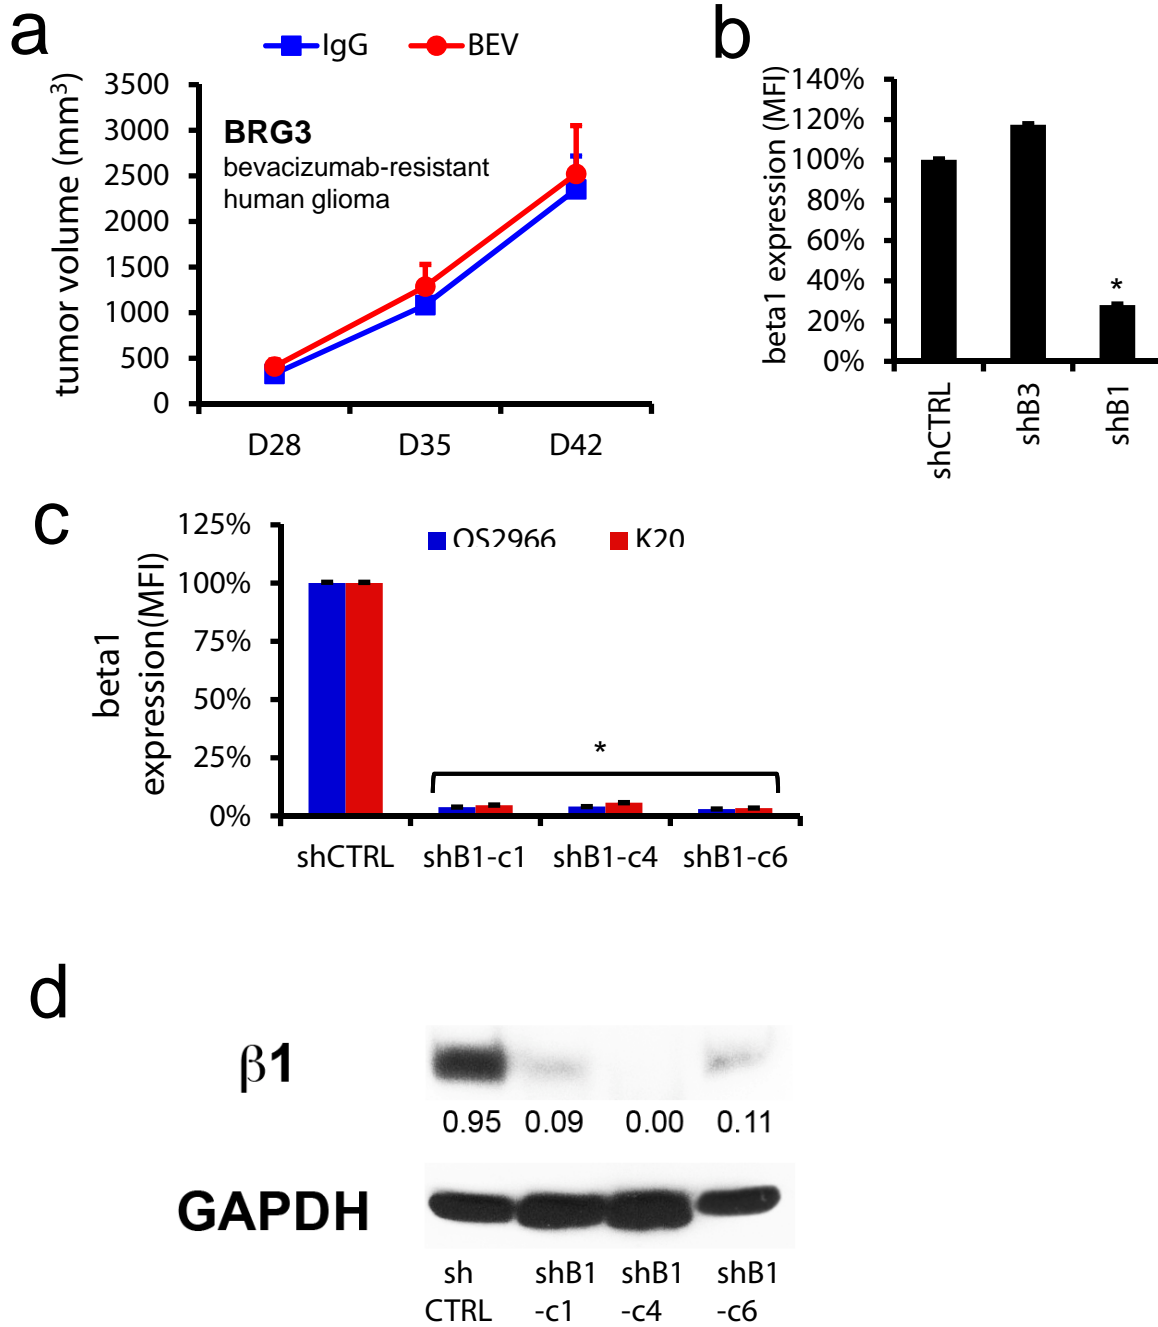 a
IgG BEV
tumor volume (mm³)
3500
3000
2500
2000
1500
1000
500
0
BRG3
bevacizumab-resistant
human glioma
D28 D35 D42
b
beta1 expression (MFI)
140%
120%
100%
80%
60%
40%
20%
0%
*
shCTRL
shB3
shB1
c
OS2966 K20
beta1
expression(MFI)
125%
100%
75%
50%
25%
0%
*
shCTRL shB1-c1 shB1-c4 shB1-c6
d
β1
0.95 0.09 0.00 0.11
GAPDH
sh shB1 shB1 shB1
CTRL -c1 -c4 -c6